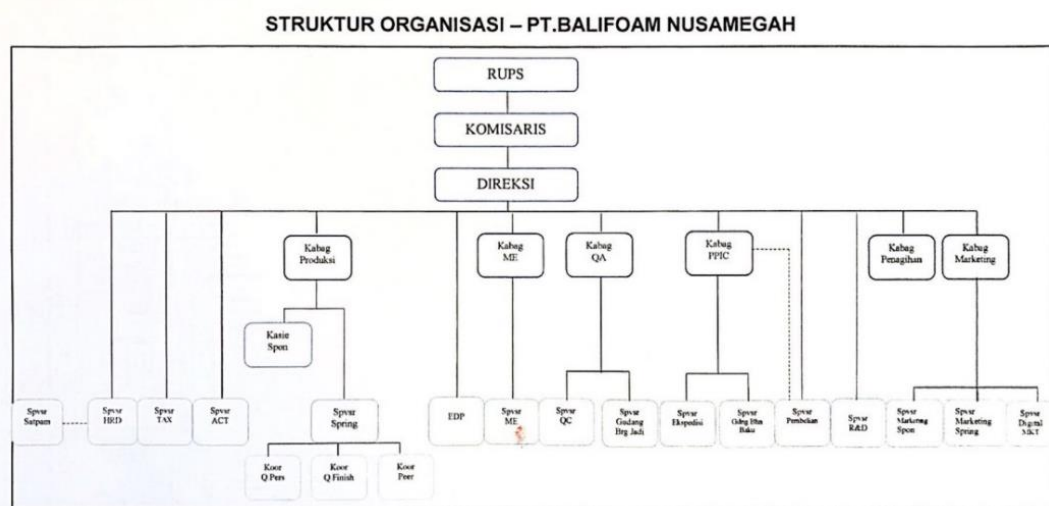 STRUKTUR ORGANISASI – PT.BALIFOAM NUSAMEGAH
RUPS
KOMISARIS
DIREKSI
Kabag
Produksi
Kabag
ME
Kabag
QA
Kabag
PPIC
Kabag
Penagihan
Kabag
Marketing
Kasie
Spon
Spvsr
Satpam
Spvsr
HRD
Spvsr
TAX
Spvsr
ACT
Spvsr
Spring
EDP
Spvsr
ME
Spvsr
QC
Spvsr
Gudang
Brg Jadi
Spvsr
Ekspedisi
Spvsr
Gdng Bhn
Baku
Spvsr
Pembelian
Spvsr
R&D
Spvsr
Marketing
Spon
Spvsr
Marketing
Spring
Spvsr
Digital
MKT
Koor
Q Pers
Koor
Q Finish
Koor
Peer